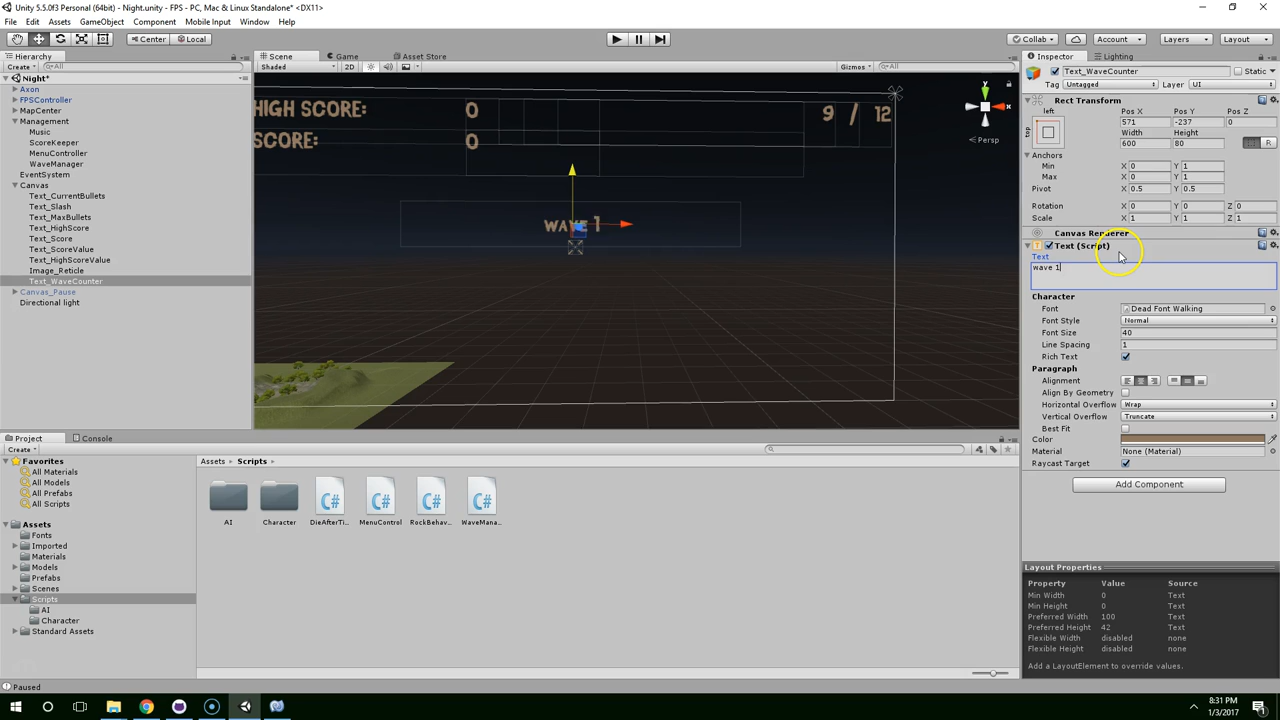 Unity 5.5.0f3 Personal (64bit) - Night.unity - FPS - PC, Mac & Linux Standalone* <DX11>
File Edit Assets GameObject Component Mobile Input Window Help
Center Local Collab Account Layers Layout
Hierarchy
Create All
Night*
Axon
FPSController
MapCenter
Management
Music
ScoreKeeper
MenuController
WaveManager
EventSystem
Canvas
Text_CurrentBullets
Text_Slash
Text_MaxBullets
Text_HighScore
Text_Score
Text_ScoreValue
Text_HighScoreValue
Image_Reticle
Text_WaveCounter
Canvas_Pause
Directional light
Scene Game Asset Store
Shaded 2D Gizmos All
HIGH SCORE: 0 9 / 12
SCORE: 0
WAVE 1
y
x
Persp
Inspector Lighting
Text_WaveCounter Static
Tag Untagged Layer UI
Rect Transform
left Pos X Pos Y Pos Z
top 571 -237 0
Width Height
600 80 R
Anchors
Min X 0 Y 1
Max X 0 Y 1
Pivot X 0.5 Y 0.5
Rotation X 0 Y 0 Z 0
Scale X 1 Y 1 Z 1
Canvas Renderer
Text (Script)
Text
wave 1
Character
Font Dead Font Walking
Font Style Normal
Font Size 40
Line Spacing 1
Rich Text
Paragraph
Alignment
Align By Geometry
Horizontal Overflow Wrap
Vertical Overflow Truncate
Best Fit
Color
Material None (Material)
Raycast Target
Add Component
Layout Properties
Property Value Source
Min Width 0 Text
Min Height 0 Text
Preferred Width 100 Text
Preferred Height 42 Text
Flexible Width disabled none
Flexible Height disabled none
Add a LayoutElement to override values.
Project Console
Create
Favorites
All Materials
All Models
All Prefabs
All Scripts
Assets
Fonts
Imported
Materials
Models
Prefabs
Scenes
Scripts
AI
Character
Standard Assets
Assets Scripts
AI Character DieAfterTi... MenuControl RockBehav... WaveMana...
Paused
8:31 PM
1/3/2017